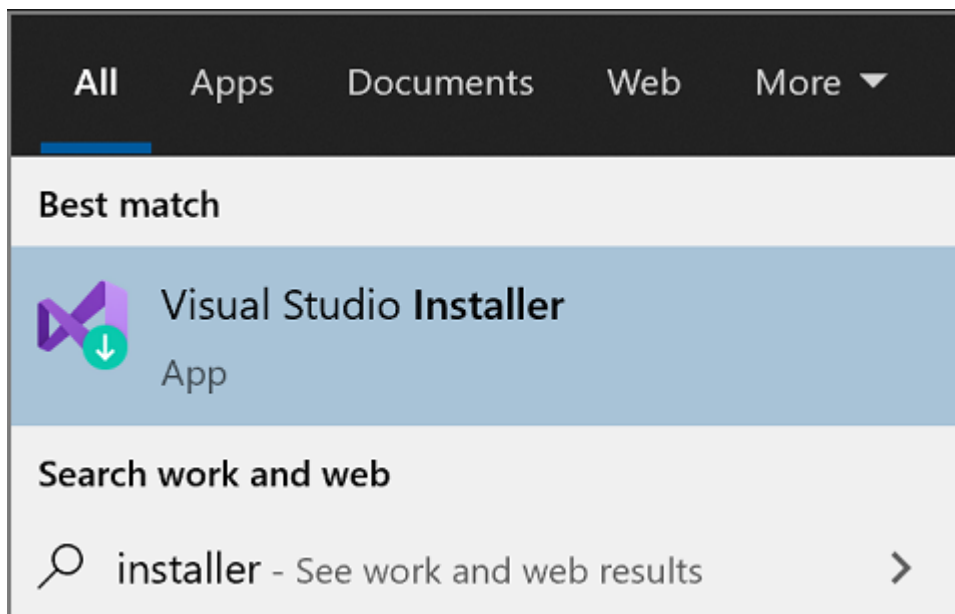 All Apps Documents Web More
Best match
Visual Studio Installer
App
Search work and web
installer - See work and web results